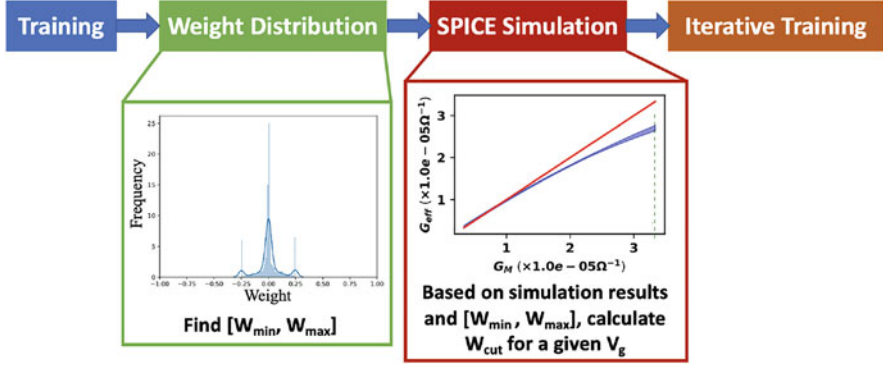 Training
Weight Distribution
SPICE Simulation
Iterative Training
25
20
15
10
5
0
Frequency
−1.00 −0.75 −0.50 −0.25 0.00 0.25 0.50 0.75 1.00
Weight
Find [Wmin, Wmax]
3
2
1
Geff (×1.0e − 05Ω⁻¹)
1 2 3
GM (×1.0e − 05Ω⁻¹)
Based on simulation results
and [Wmin , Wmax], calculate
Wcut for a given Vg